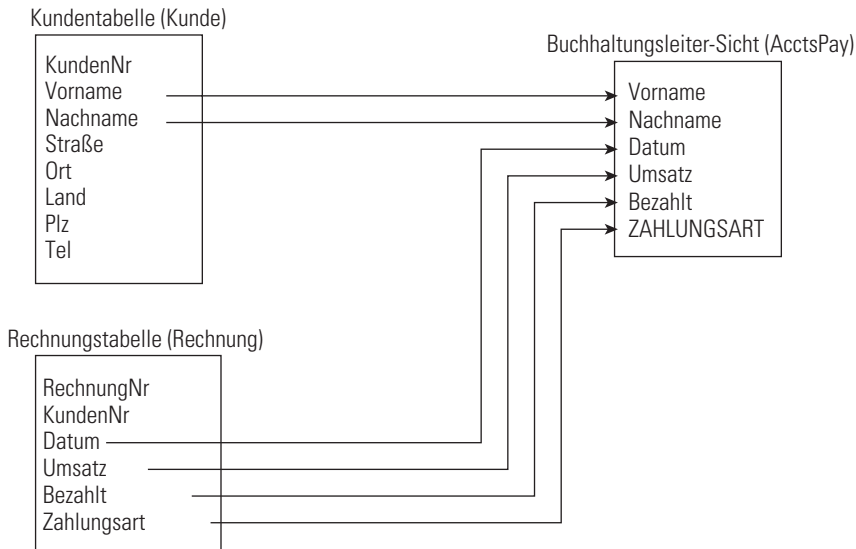 Kundentabelle (Kunde)
KundenNr
Vorname
Nachname
Straße
Ort
Land
Plz
Tel
Buchhaltungsleiter-Sicht (AcctsPay)
Vorname
Nachname
Datum
Umsatz
Bezahlt
ZAHLUNGSART
Rechnungstabelle (Rechnung)
RechnungNr
KundenNr
Datum
Umsatz
Bezahlt
Zahlungsart